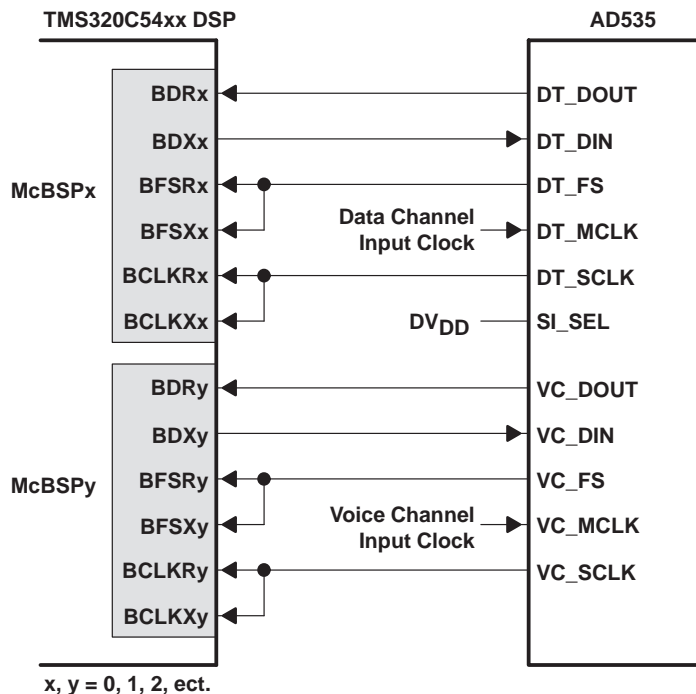 TMS320C54xx DSP
AD535
BDRx
DT_DOUT
BDXx
DT_DIN
McBSPx
BFSRx
DT_FS
BFSXx
Data Channel
Input Clock
DT_MCLK
BCLKRx
DT_SCLK
BCLKXx
DVDD
SI_SEL
BDRy
VC_DOUT
BDXy
VC_DIN
McBSPy
BFSRy
VC_FS
BFSXy
Voice Channel
Input Clock
VC_MCLK
BCLKRy
VC_SCLK
BCLKXy
x, y = 0, 1, 2, ect.